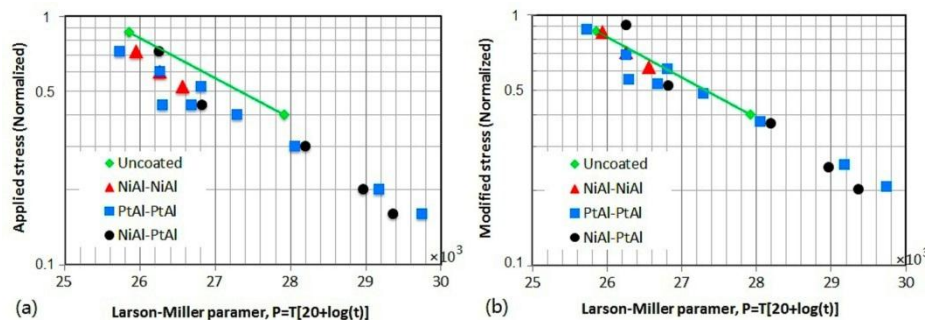 1
0.5
0.1
Applied stress (Normalized)
Uncoated
NiAl-NiAl
PtAl-PtAl
NiAl-PtAl
25 26 27 28 29 30
×10³
(a)
Larson-Miller paramer, P=T[20+log(t)]
1
0.5
0.1
Modified stress (Normalized)
Uncoated
NiAl-NiAl
PtAl-PtAl
NiAl-PtAl
25 26 27 28 29 30
×10³
(b)
Larson-Miller paramer, P=T[20+log(t)]